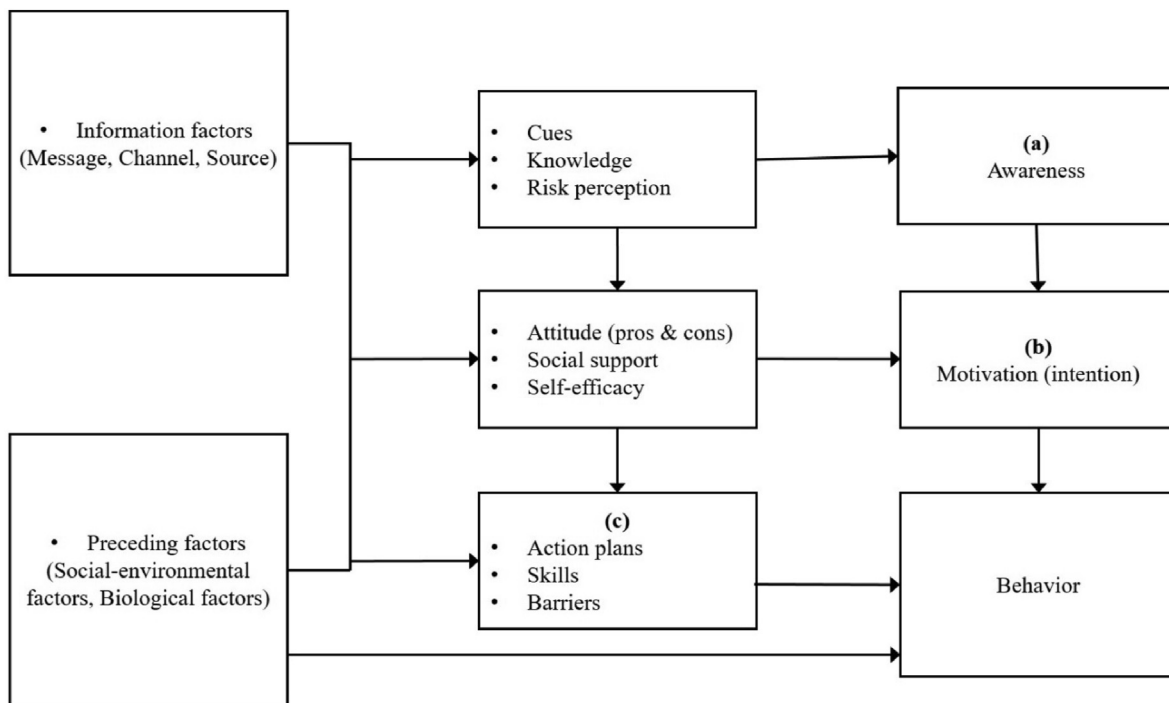 • Information factors
(Message, Channel, Source)
• Cues
• Knowledge
• Risk perception
(a)
Awareness
• Attitude (pros & cons)
• Social support
• Self-efficacy
(b)
Motivation (intention)
• Preceding factors
(Social-environmental
factors, Biological factors)
(c)
• Action plans
• Skills
• Barriers
Behavior